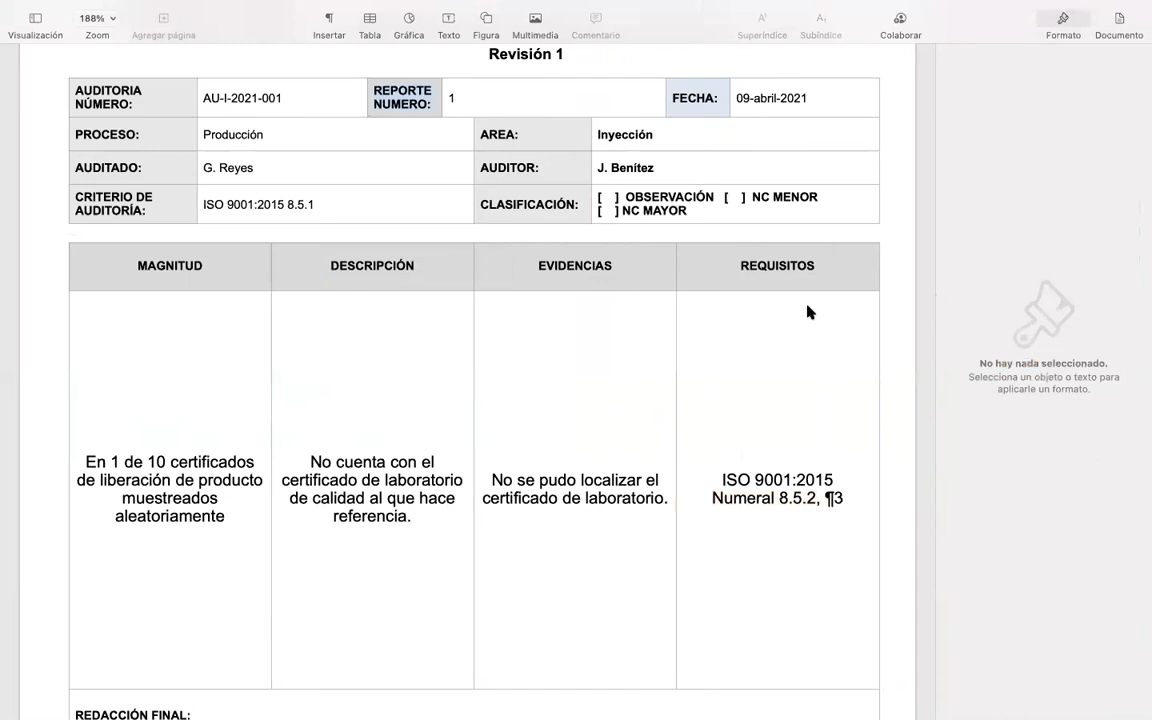 188%
Visualización Zoom Agregar página Insertar Tabla Gráfica Texto Figura Multimedia Comentario Superíndice Subíndice Colaborar Formato Documento
Revisión 1
AUDITORIA
NÚMERO:
AU-I-2021-001
REPORTE
NUMERO:
1
FECHA:
09-abril-2021
PROCESO:
Producción
AREA:
Inyección
AUDITADO:
G. Reyes
AUDITOR:
J. Benítez
CRITERIO DE
AUDITORÍA:
ISO 9001:2015 8.5.1
CLASIFICACIÓN:
[ ] OBSERVACIÓN [ ] NC MENOR
[ ] NC MAYOR
MAGNITUD
DESCRIPCIÓN
EVIDENCIAS
REQUISITOS
En 1 de 10 certificados
de liberación de producto
muestreados
aleatoriamente
No cuenta con el
certificado de laboratorio
de calidad al que hace
referencia.
No se pudo localizar el
certificado de laboratorio.
ISO 9001:2015
Numeral 8.5.2, ¶3
REDACCIÓN FINAL:
No hay nada seleccionado.
Selecciona un objeto o texto para
aplicarle un formato.